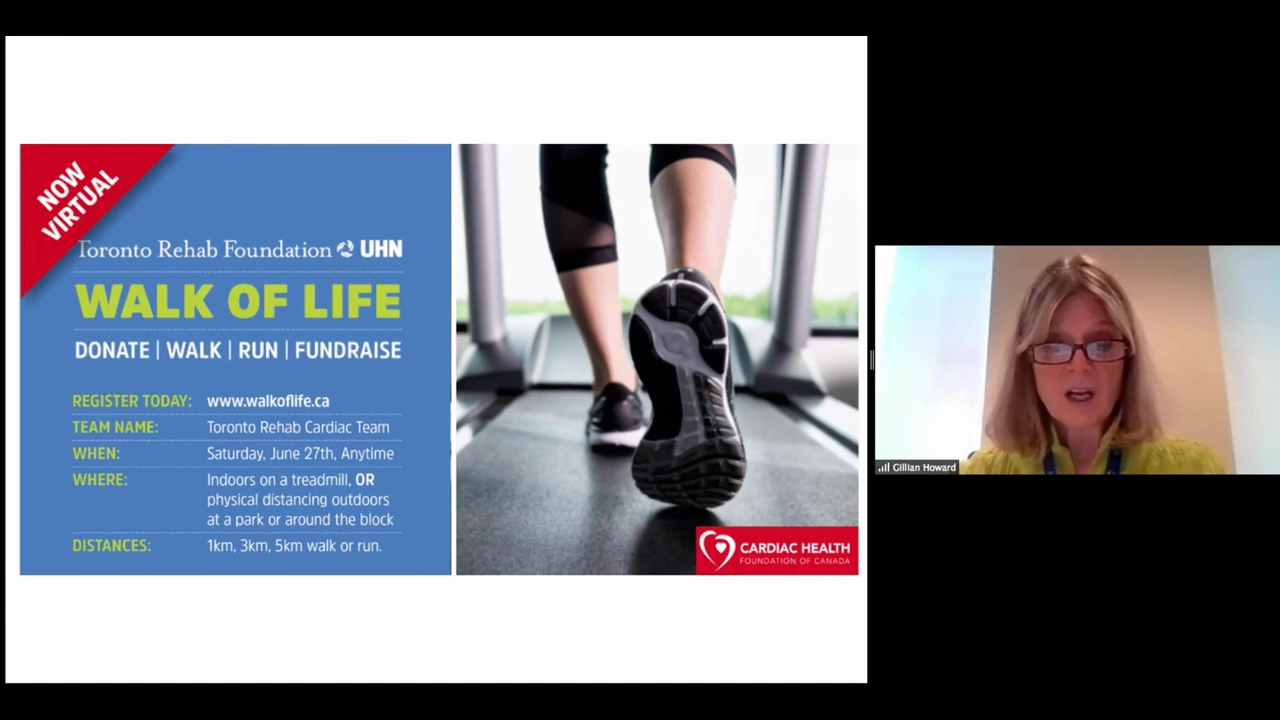 NOW
VIRTUAL
Toronto Rehab Foundation UHN
WALK OF LIFE
DONATE | WALK | RUN | FUNDRAISE
REGISTER TODAY: www.walkoflife.ca
TEAM NAME: Toronto Rehab Cardiac Team
WHEN: Saturday, June 27th, Anytime
WHERE: Indoors on a treadmill, OR
physical distancing outdoors
at a park or around the block
DISTANCES: 1km, 3km, 5km walk or run.
CARDIAC HEALTH
FOUNDATION OF CANADA
Gillian Howard